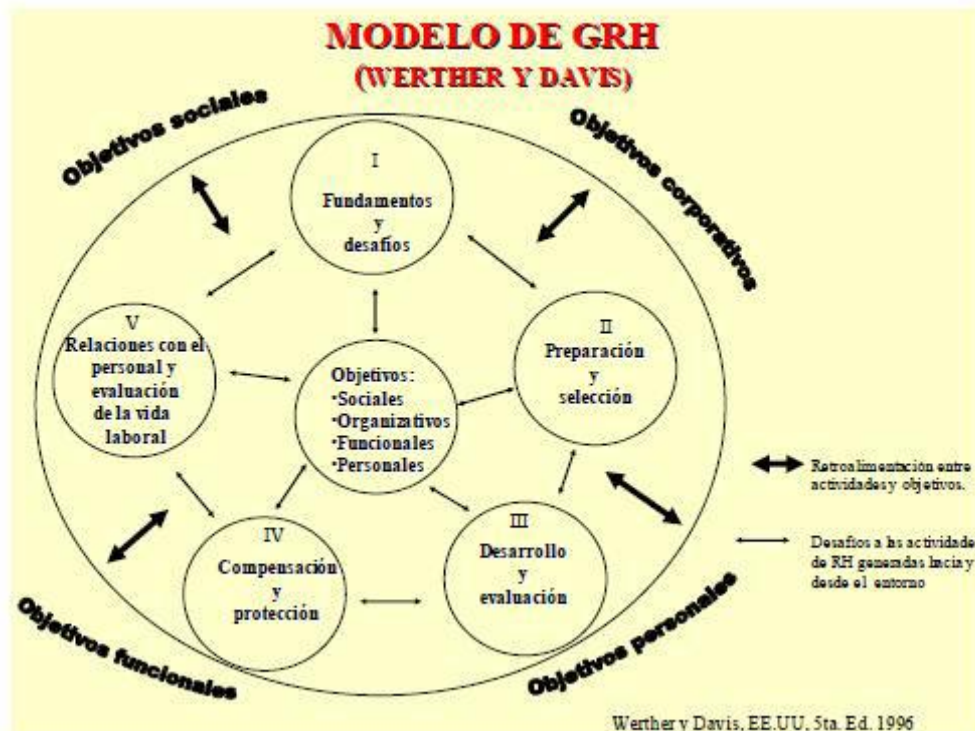 MODELO DE GRH
(WERTHER Y DAVIS)
Objetivos sociales
Objetivos corporativos
I
Fundamentos
y
desafíos
V
Relaciones con el
personal y
evaluación
de la vida
laboral
II
Preparación
y
selección
Objetivos:
•Sociales
•Organizativos
•Funcionales
•Personales
IV
Compensación
y
protección
III
Desarrollo
y
evaluación
Retroalimentación entre
actividades y objetivos.
Desafíos a las actividade
de RH generadas hacia y
desde el entorno
Objetivos funcionales
Objetivos personales
Werther y Davis, EE.UU, 5ta. Ed. 1996